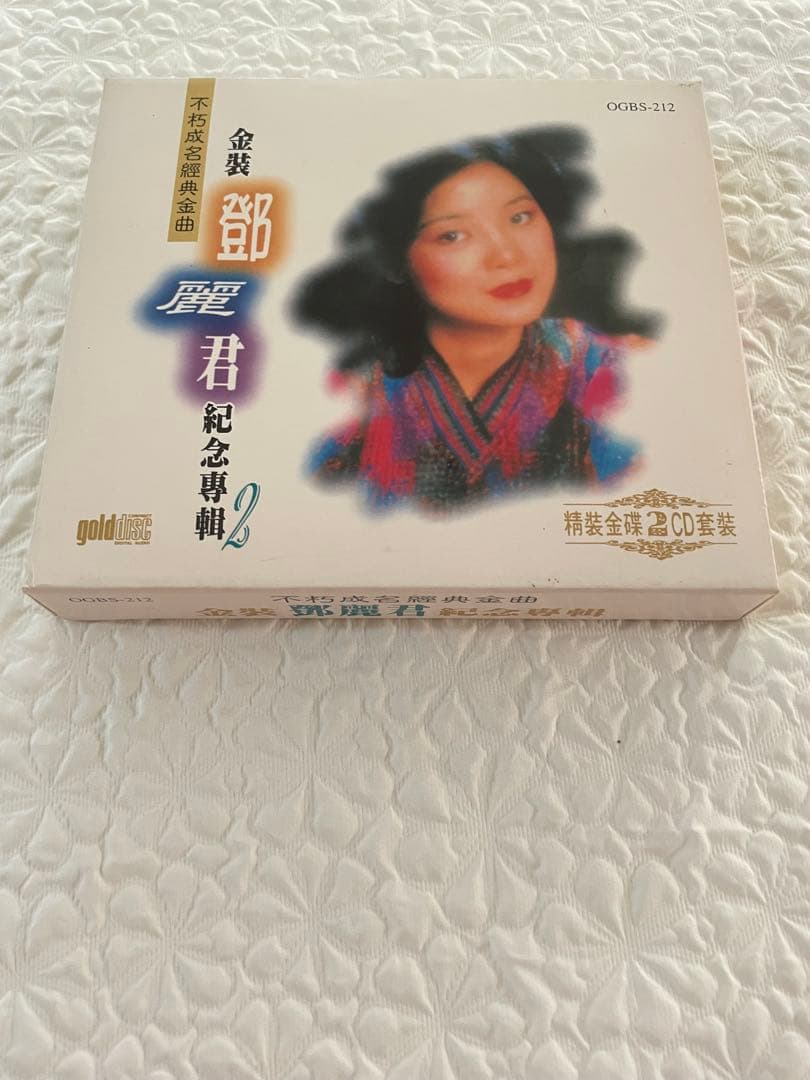 OGBS-212
不朽成名經典金曲
金裝
鄧麗君
紀念專輯2
COMPACT
golddisc
DIGITAL AUDIO
精裝金碟2CD套裝
OGBS-212
不朽成名經典金曲
金裝 鄧麗君 紀念專輯